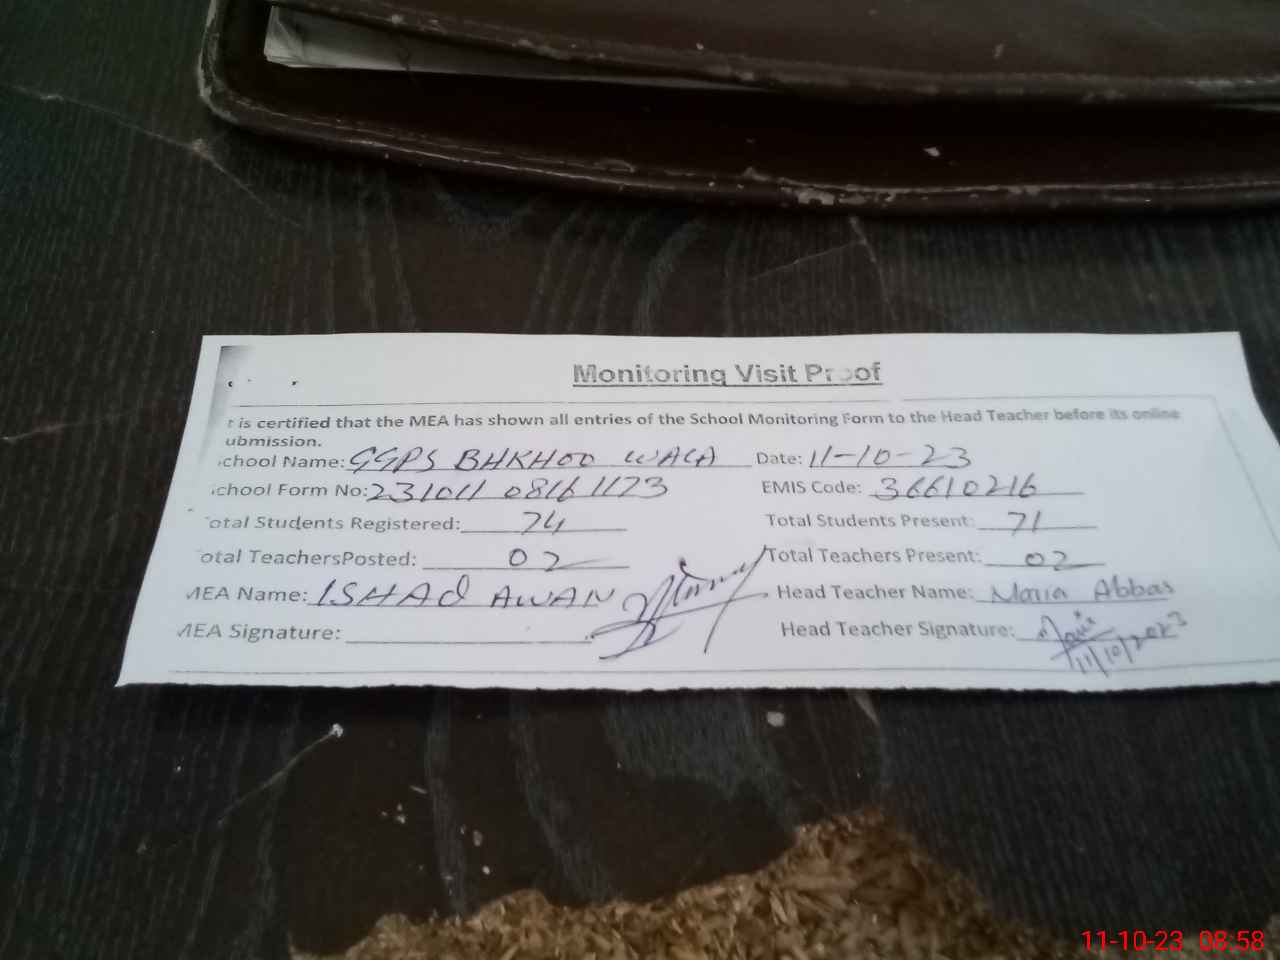 Monitoring Visit Proof
t is certified that the MEA has shown all entries of the School Monitoring Form to the Head Teacher before its online
ubmission.
chool Name: GGPS BHKHOO WALA Date: 11-10-23
chool Form No: 231011 08161173 EMIS Code: 36610216
otal Students Registered: 74 Total Students Present: 71
otal TeachersPosted: 02 Total Teachers Present: 02
MEA Name: ISHAQ AWAN Head Teacher Name: Maria Abbas
MEA Signature: Head Teacher Signature: Maria
11/10/2023
11-10-23 08:58